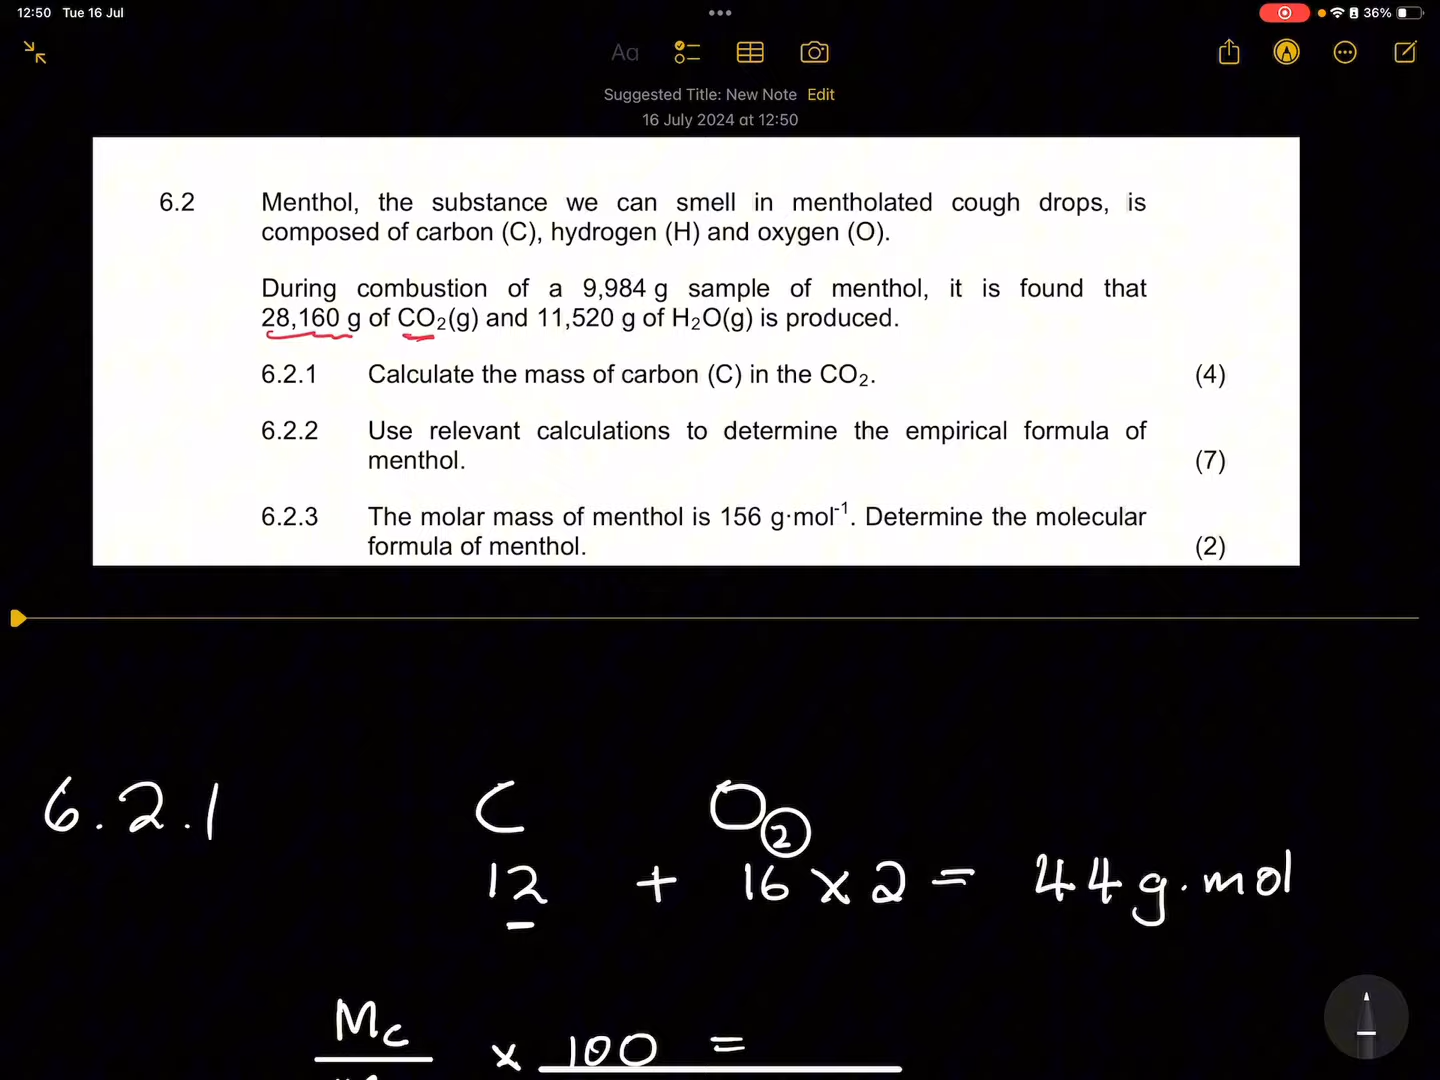 12:50 Tue 16 Jul
36%
Aa
Suggested Title: New Note Edit
16 July 2024 at 12:50
6.2 Menthol, the substance we can smell in mentholated cough drops, is
composed of carbon (C), hydrogen (H) and oxygen (O).
During combustion of a 9,984 g sample of menthol, it is found that
28,160 g of CO₂(g) and 11,520 g of H₂O(g) is produced.
6.2.1 Calculate the mass of carbon (C) in the CO₂. (4)
6.2.2 Use relevant calculations to determine the empirical formula of
menthol. (7)
6.2.3 The molar mass of menthol is 156 g·mol⁻¹. Determine the molecular
formula of menthol. (2)
6.2.1 C O₂
12 + 16 x 2 = 44 g.mol
Mc
x 100 =